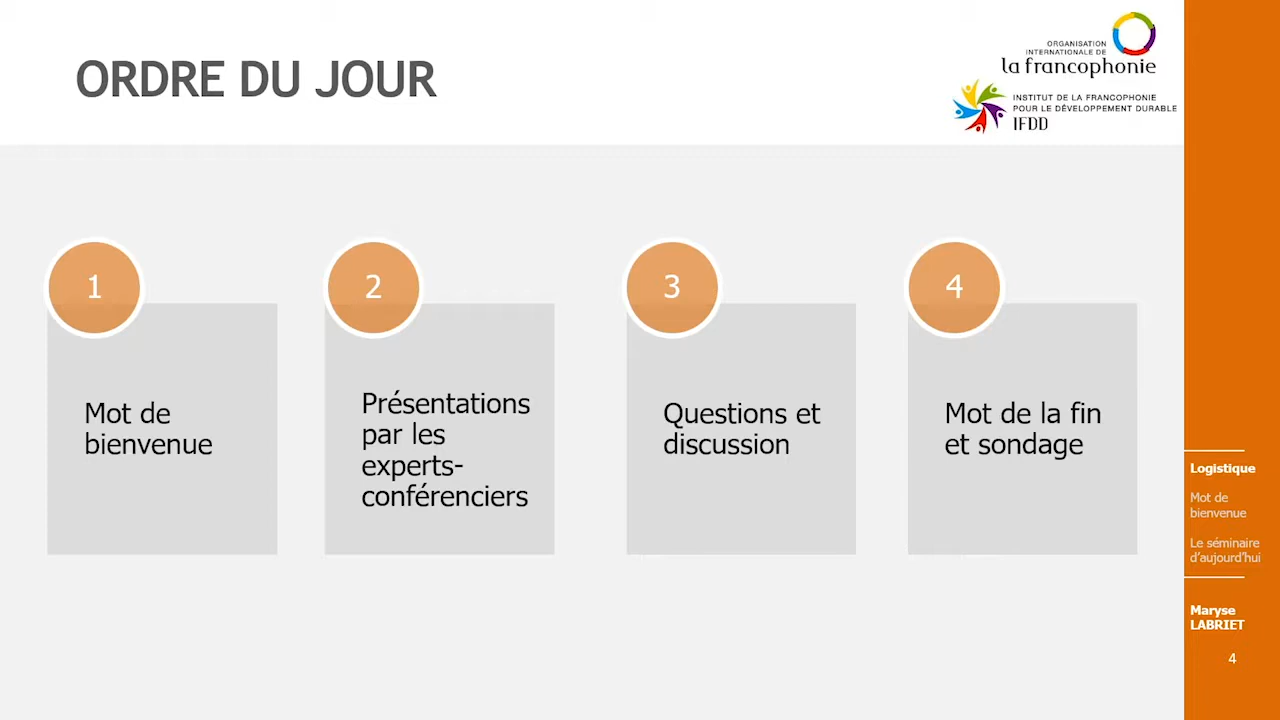 ORDRE DU JOUR
ORGANISATION
INTERNATIONALE DE
la francophonie
INSTITUT DE LA FRANCOPHONIE
POUR LE DÉVELOPPEMENT DURABLE
IFDD
1
Mot de
bienvenue
2
Présentations
par les
experts-
conférenciers
3
Questions et
discussion
4
Mot de la fin
et sondage
Logistique
Mot de
bienvenue
Le séminaire
d'aujourd'hui
Maryse
LABRIET
4